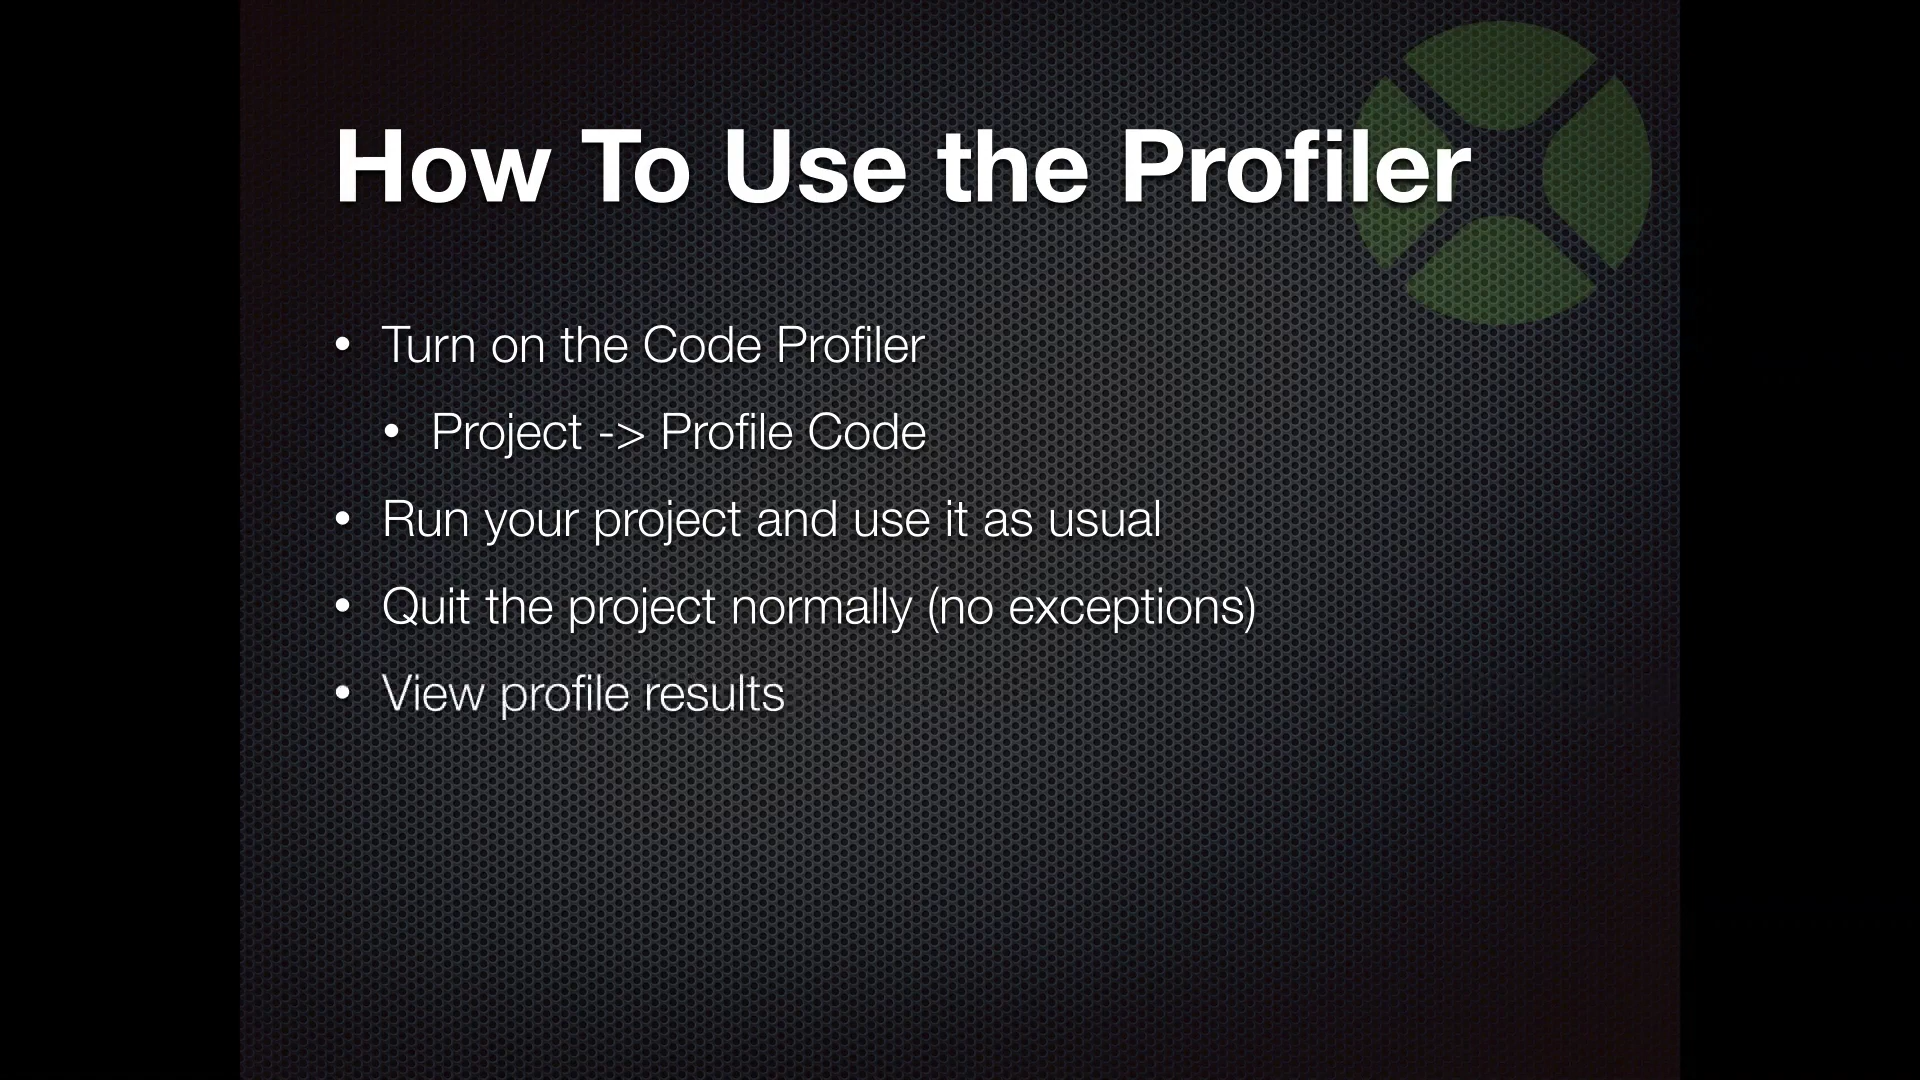 How To Use the Profiler
• Turn on the Code Profiler
• Project -> Profile Code
• Run your project and use it as usual
• Quit the project normally (no exceptions)
• View profile results